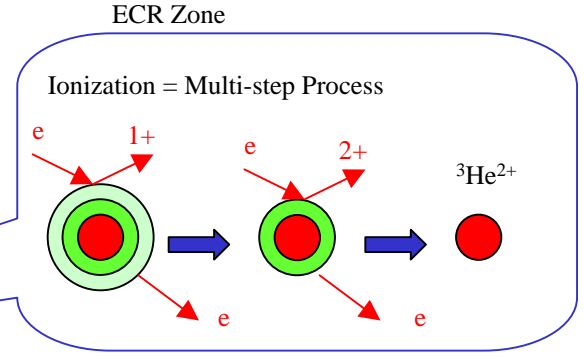 ECR Zone
Ionization = Multi-step Process
e
1+
e
2+
³He²⁺
e
e